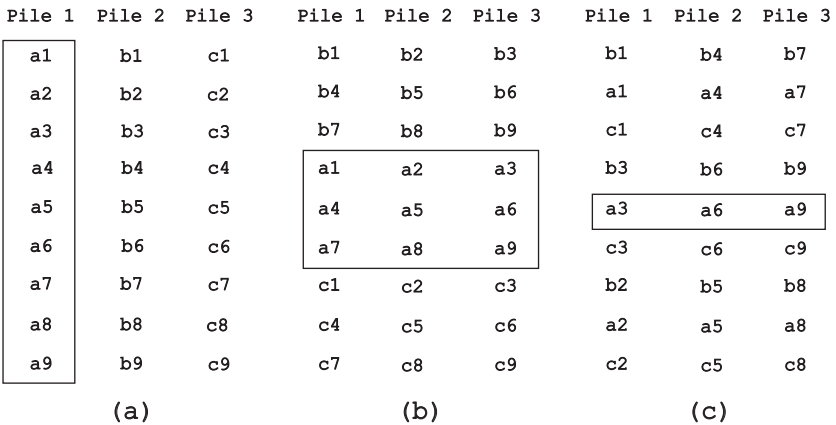 Pile 1 Pile 2 Pile 3 Pile 1 Pile 2 Pile 3 Pile 1 Pile 2 Pile 3
a1 b1 c1 b1 b2 b3 b1 b4 b7
a2 b2 c2 b4 b5 b6 a1 a4 a7
a3 b3 c3 b7 b8 b9 c1 c4 c7
a4 b4 c4 a1 a2 a3 b3 b6 b9
a5 b5 c5 a4 a5 a6 a3 a6 a9
a6 b6 c6 a7 a8 a9 c3 c6 c9
a7 b7 c7 c1 c2 c3 b2 b5 b8
a8 b8 c8 c4 c5 c6 a2 a5 a8
a9 b9 c9 c7 c8 c9 c2 c5 c8
(a) (b) (c)